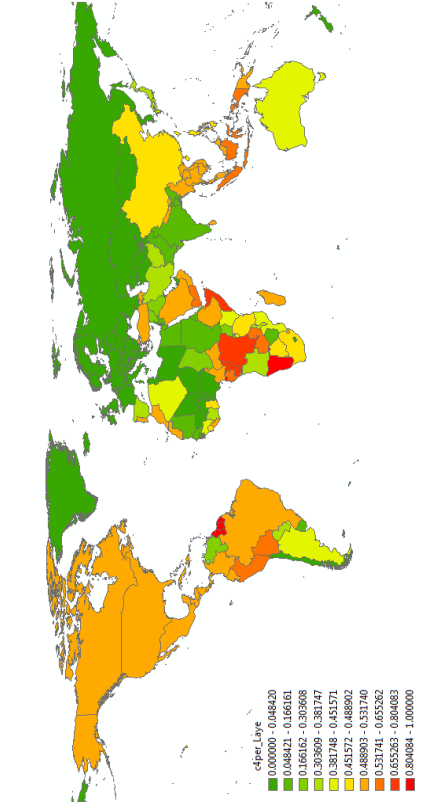 c4per_Laye
0.000000 - 0.048420
0.048421 - 0.166161
0.166162 - 0.303608
0.303609 - 0.381747
0.381748 - 0.451571
0.451572 - 0.488902
0.488903 - 0.531740
0.531741 - 0.655262
0.655263 - 0.804083
0.804084 - 1.000000